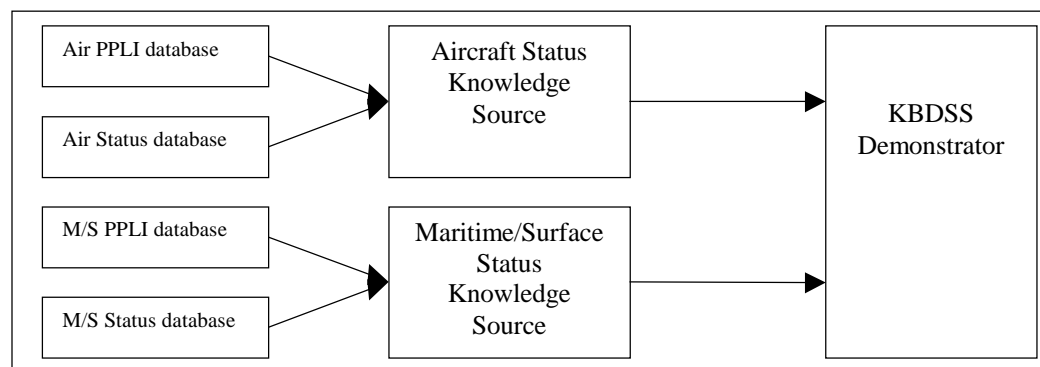 Air PPLI database
Air Status database
M/S PPLI database
M/S Status database
Aircraft Status
Knowledge
Source
Maritime/Surface
Status
Knowledge
Source
KBDSS
Demonstrator